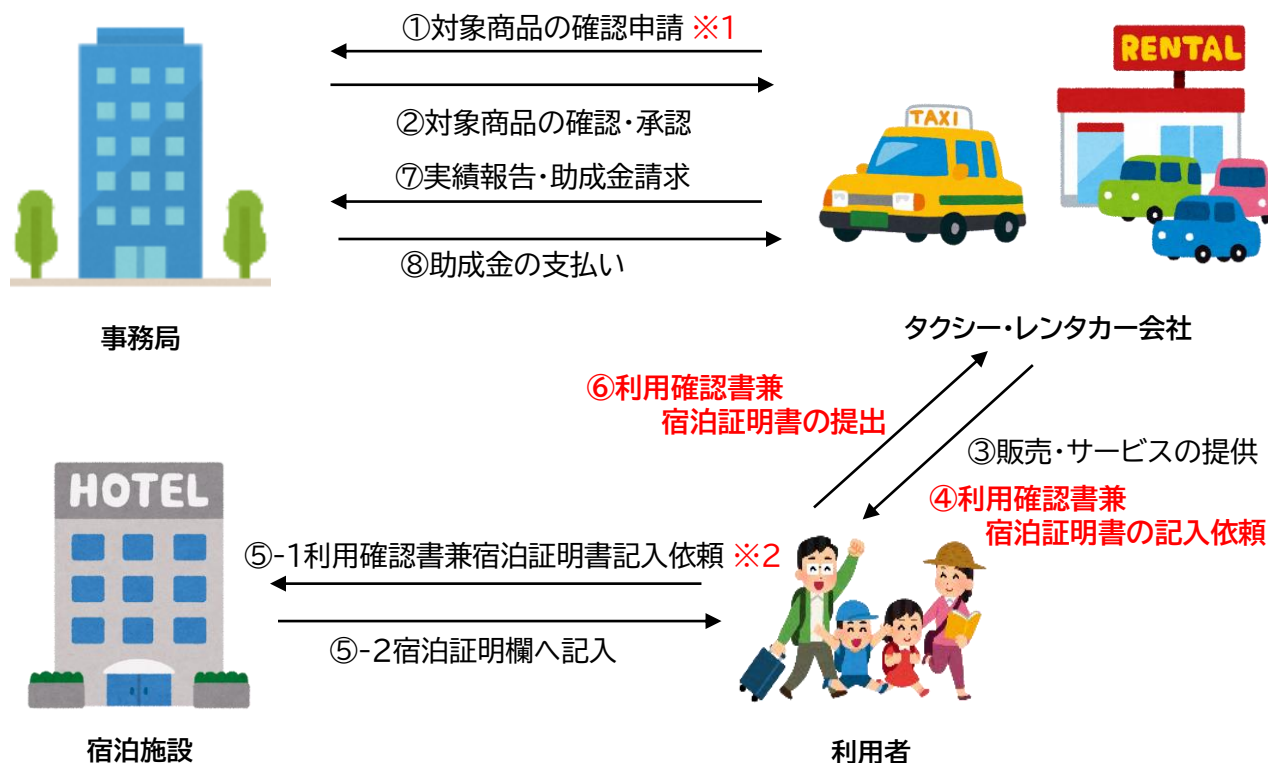 ①対象商品の確認申請 ※1
RENTAL
②対象商品の確認・承認
TAXI
⑦実績報告・助成金請求
⑧助成金の支払い
事務局
タクシー・レンタカー会社
⑥利用確認書兼
宿泊証明書の提出
③販売・サービスの提供
④利用確認書兼
宿泊証明書の記入依頼
HOTEL
⑤-1利用確認書兼宿泊証明書記入依頼 ※2
⑤-2宿泊証明欄へ記入
宿泊施設
利用者